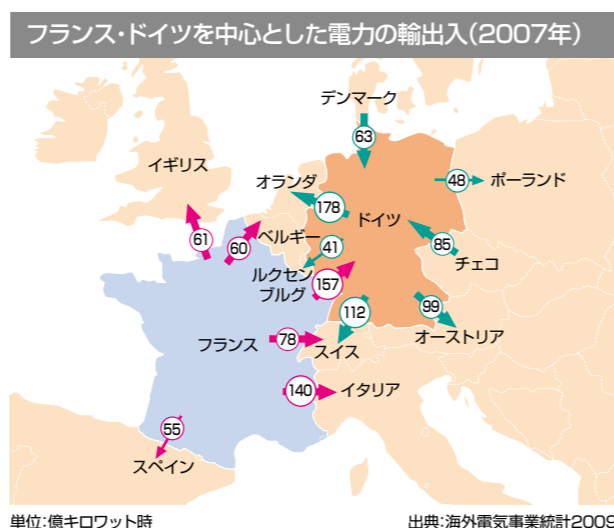 フランス・ドイツを中心とした電力の輸出入(2007年)
デンマーク
63
イギリス
オランダ
48
ポーランド
178
ドイツ
61
60
ベルギー
41
85
チェコ
ルクセン
ブルグ
157
112
99
オーストリア
フランス
78
スイス
140
イタリア
55
スペイン
単位:億キロワット時
出典:海外電気事業統計2009